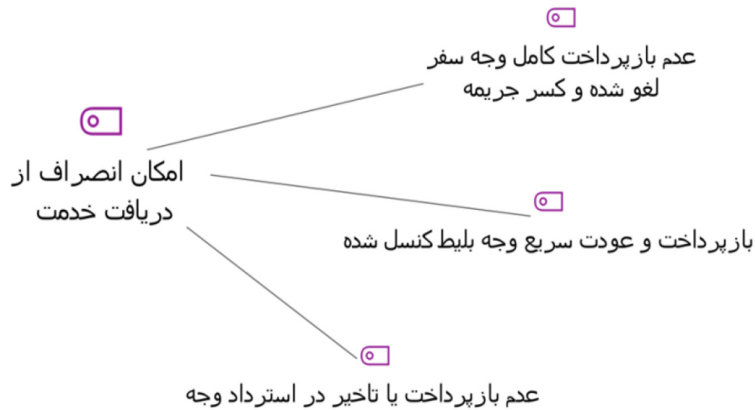 عدم بازپرداخت کامل وجه سفر
لغو شده و کسر جریمه
امکان انصراف از
دریافت خدمت
بازپرداخت و عودت سریع وجه بلیط کنسل شده
عدم بازپرداخت یا تاخیر در استرداد وجه